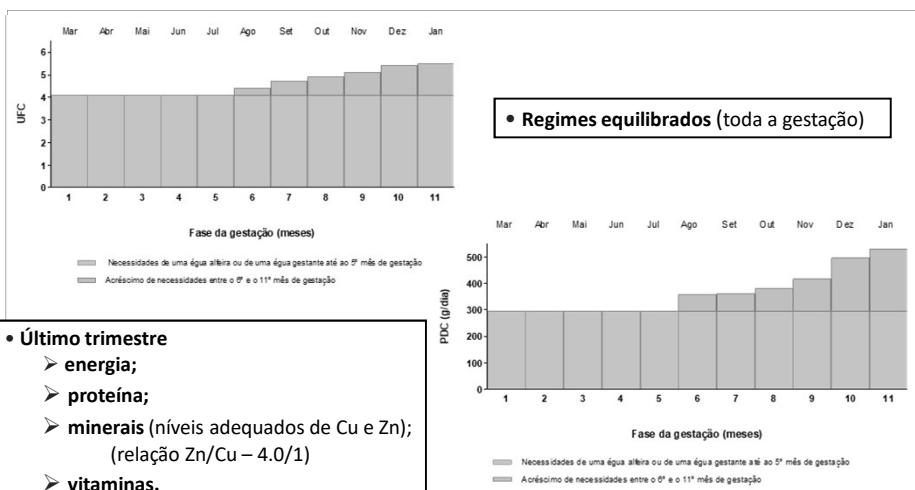 Mar Abr Mai Jun Jul Ago Set Out Nov Dez Jan
6
5
4
3
2
1
0
UFC
1 2 3 4 5 6 7 8 9 10 11
Fase da gestação (meses)
Necessidades de uma égua alfeira ou de uma égua gestante até ao 5º mês de gestação
Acréscimo de necessidades entre o 6º e o 11º mês de gestação
• Regimes equilibrados (toda a gestação)
Mar Abr Mai Jun Jul Ago Set Out Nov Dez Jan
500
400
300
200
100
0
PDC (g/dia)
1 2 3 4 5 6 7 8 9 10 11
Fase da gestação (meses)
Necessidades de uma égua alfeira ou de uma égua gestante até ao 5º mês de gestação
Acréscimo de necessidades entre o 6º e o 11º mês de gestação
• Último trimestre
➢ energia;
➢ proteína;
➢ minerais (níveis adequados de Cu e Zn);
(relação Zn/Cu – 4.0/1)
➢ vitaminas.